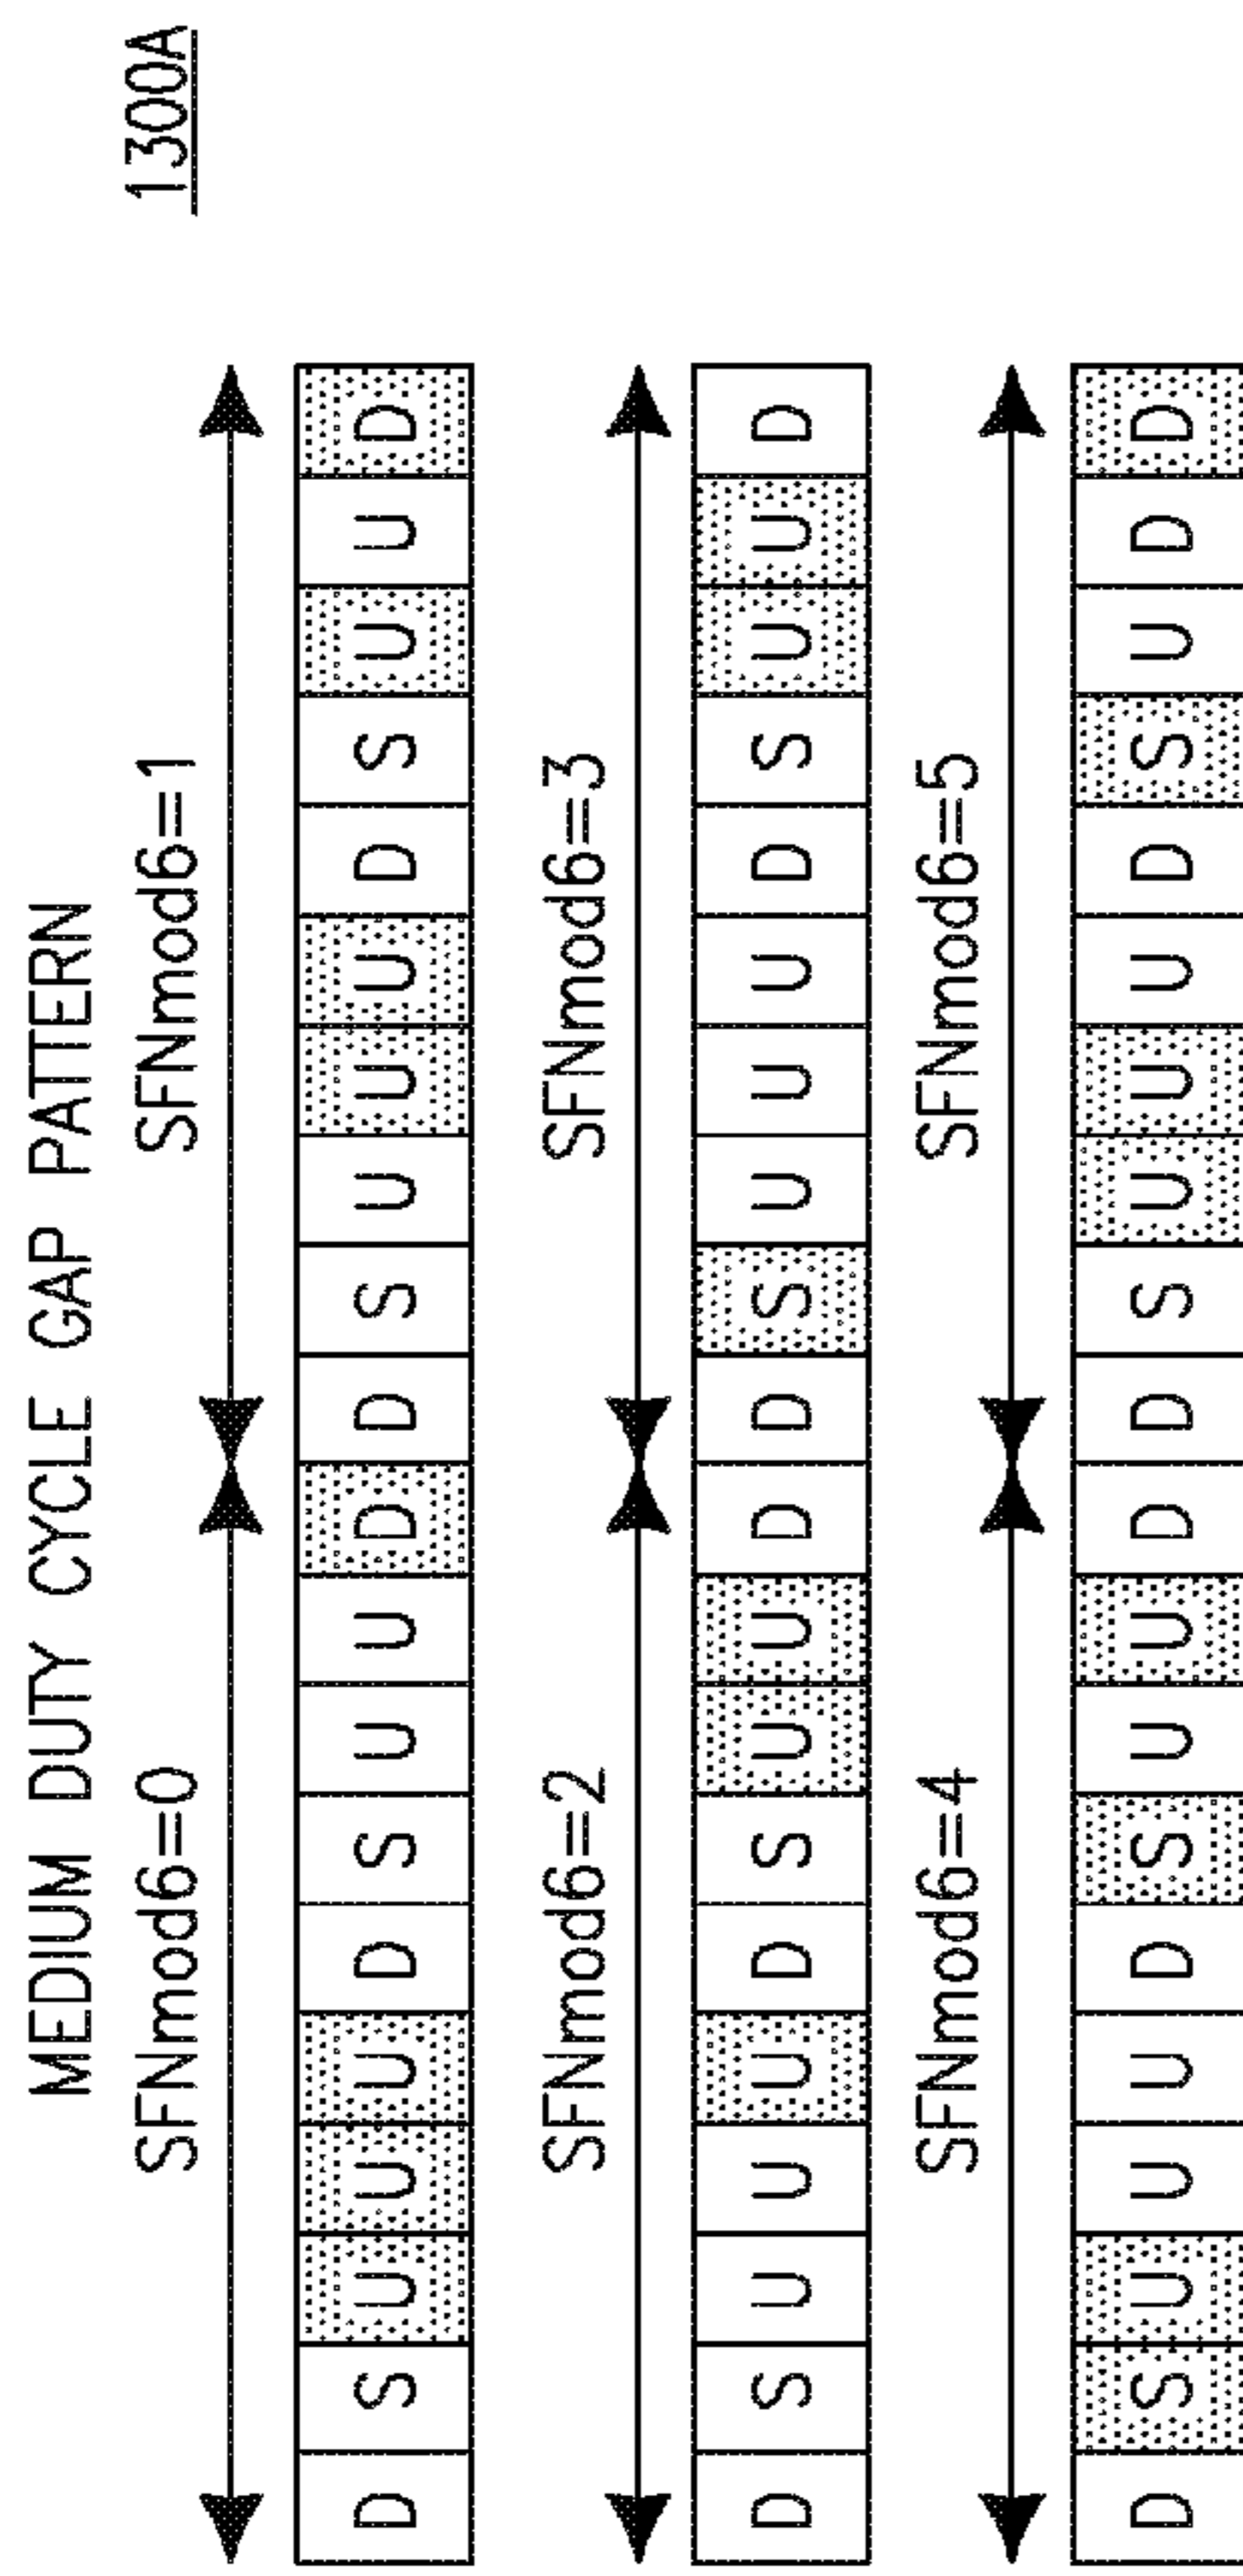 MEDIUM DUTY CYCLE GAP PATTERN
1300A
SFNmod6=0 SFNmod6=1
D S U U U D S U U D D S U U U D S U U D
SFNmod6=2 SFNmod6=3
D S U U U D S U U D D S U U U D S U U D
SFNmod6=4 SFNmod6=5
D S U U U D S U U D D S U U U D S U D D